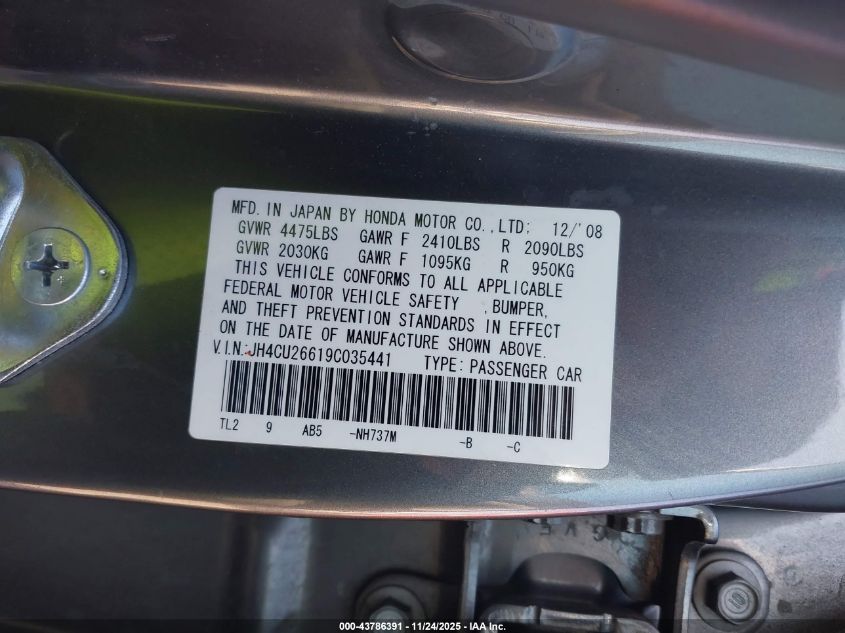 MFD. IN JAPAN BY HONDA MOTOR CO.,LTD; 12/'08
GVWR 4475LBS GAWR F 2410LBS R 2090LBS
GVWR 2030KG GAWR F 1095KG R 950KG
THIS VEHICLE CONFORMS TO ALL APPLICABLE
FEDERAL MOTOR VEHICLE SAFETY ,BUMPER,
AND THEFT PREVENTION STANDARDS IN EFFECT
ON THE DATE OF MANUFACTURE SHOWN ABOVE.
V.I.N.:JH4CU26619C035441 TYPE: PASSENGER CAR
TL2 9 AB5 -NH737M -B -C
000-43786391 - 11/24/2025 - IAA Inc.